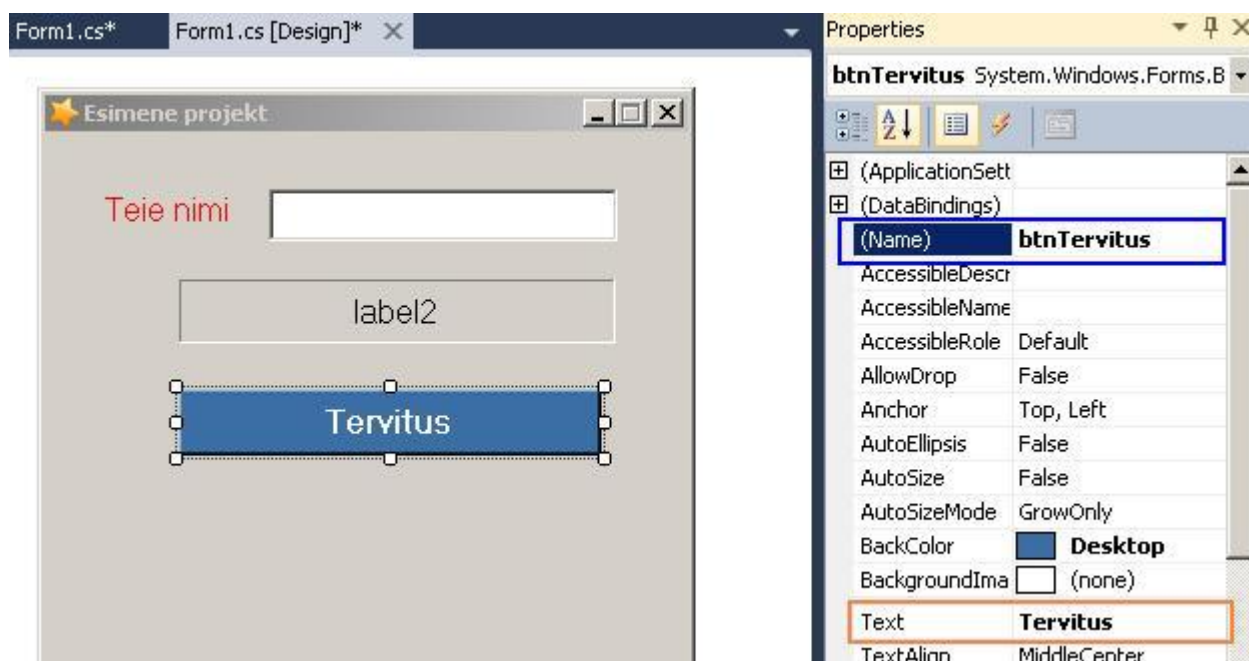 Form1.cs*
Form1.cs [Design]*
Esimene projekt
Teie nimi
label2
Tervitus
Properties
btnTervitus System.Windows.Forms.B
(ApplicationSett
(DataBindings)
(Name) btnTervitus
AccessibleDescr
AccessibleName
AccessibleRole Default
AllowDrop False
Anchor Top, Left
AutoEllipsis False
AutoSize False
AutoSizeMode GrowOnly
BackColor Desktop
BackgroundIma (none)
Text Tervitus
TextAlign MiddleCenter